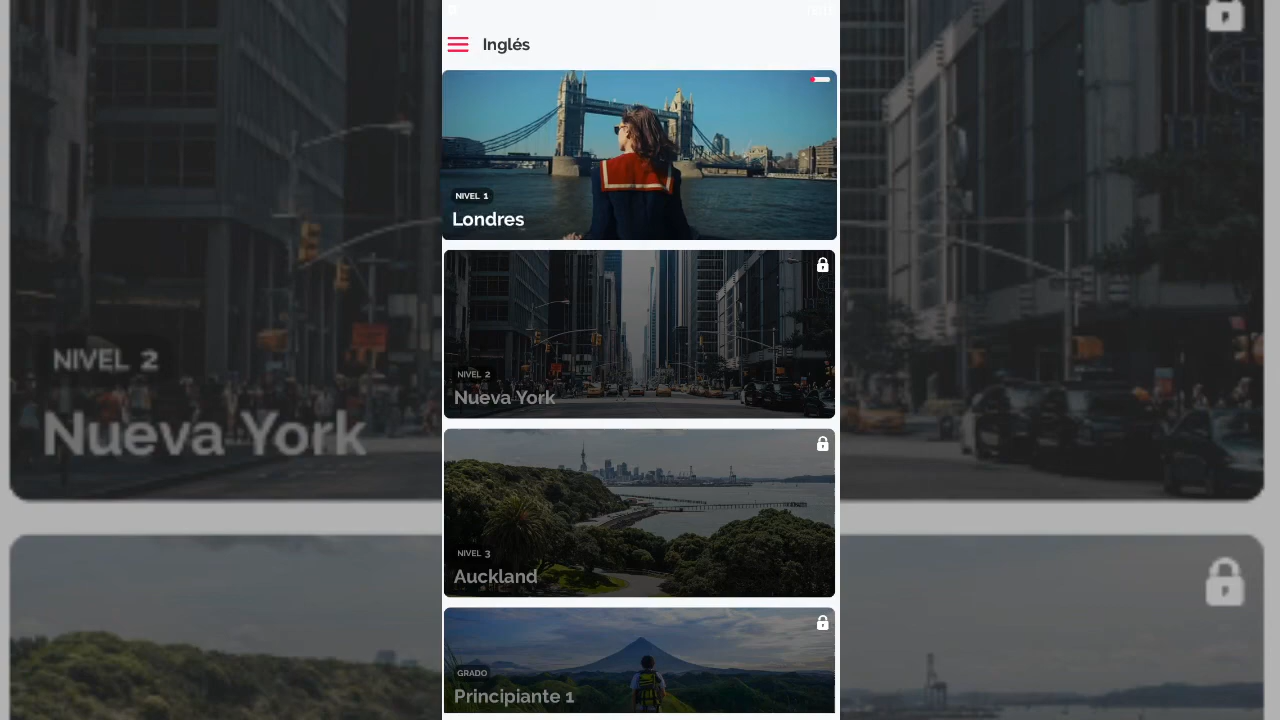 Inglés
NIVEL 1
Londres
NIVEL 2
Nueva York
NIVEL 3
Auckland
GRADO
Principiante 1
NIVEL 2
Nueva York